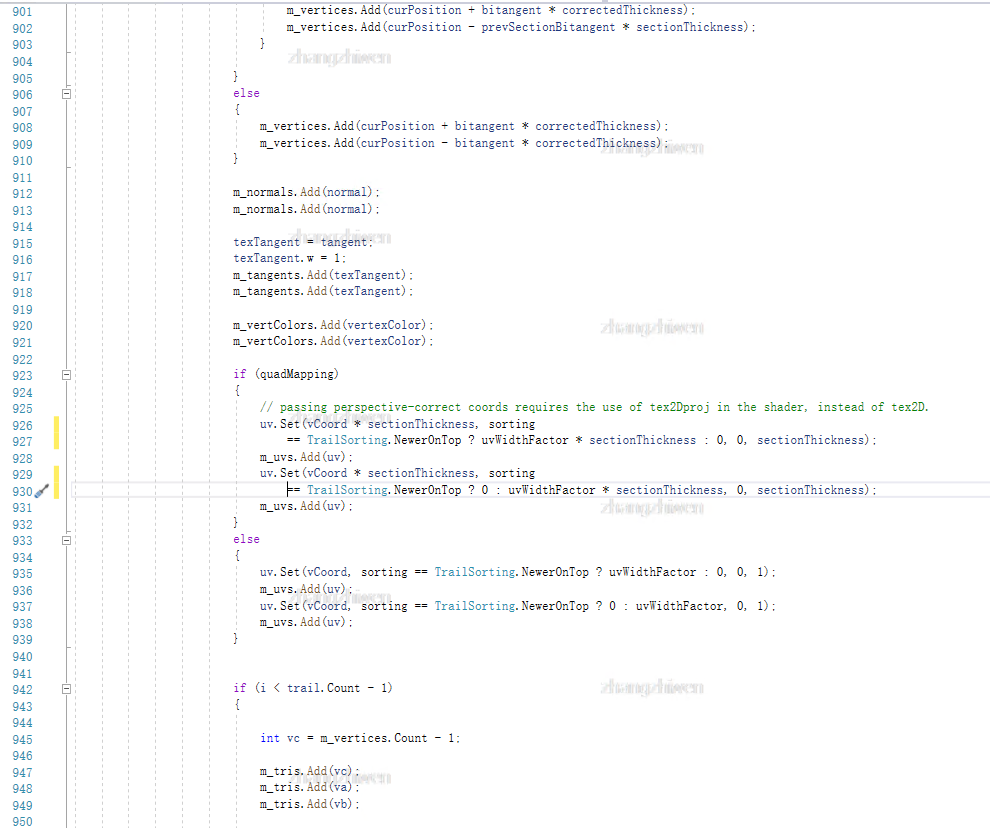 901 m_vertices.Add(curPosition + bitangent * correctedThickness);
902 m_vertices.Add(curPosition - prevSectionBitangent * sectionThickness);
903 }
904
905 }
906 else
907 {
908 m_vertices.Add(curPosition + bitangent * correctedThickness);
909 m_vertices.Add(curPosition - bitangent * correctedThickness);
910 }
911
912 m_normals.Add(normal);
913 m_normals.Add(normal);
914
915 texTangent = tangent;
916 texTangent.w = 1;
917 m_tangents.Add(texTangent);
918 m_tangents.Add(texTangent);
919
920 m_vertColors.Add(vertexColor);
921 m_vertColors.Add(vertexColor);
922
923 if (quadMapping)
924 {
925 // passing perspective-correct coords requires the use of tex2Dproj in the shader, instead of tex2D.
926 uv.Set(vCoord * sectionThickness, sorting
927 == TrailSorting.NewerOnTop ? uvWidthFactor * sectionThickness : 0, 0, sectionThickness);
928 m_uvs.Add(uv);
929 uv.Set(vCoord * sectionThickness, sorting
930 == TrailSorting.NewerOnTop ? 0 : uvWidthFactor * sectionThickness, 0, sectionThickness);
931 m_uvs.Add(uv);
932 }
933 else
934 {
935 uv.Set(vCoord, sorting == TrailSorting.NewerOnTop ? uvWidthFactor : 0, 0, 1);
936 m_uvs.Add(uv);
937 uv.Set(vCoord, sorting == TrailSorting.NewerOnTop ? 0 : uvWidthFactor, 0, 1);
938 m_uvs.Add(uv);
939 }
940
941
942 if (i < trail.Count - 1)
943 {
944
945 int vc = m_vertices.Count - 1;
946
947 m_tris.Add(vc);
948 m_tris.Add(va);
949 m_tris.Add(vb);
950
zhangzhiwen
zhangzhiwen
zhangzhiwen
zhangzhiwen
zhangzhiwen
zhangzhiwen
zhangzhiwen
zhangzhiwen
zhangzhiwen